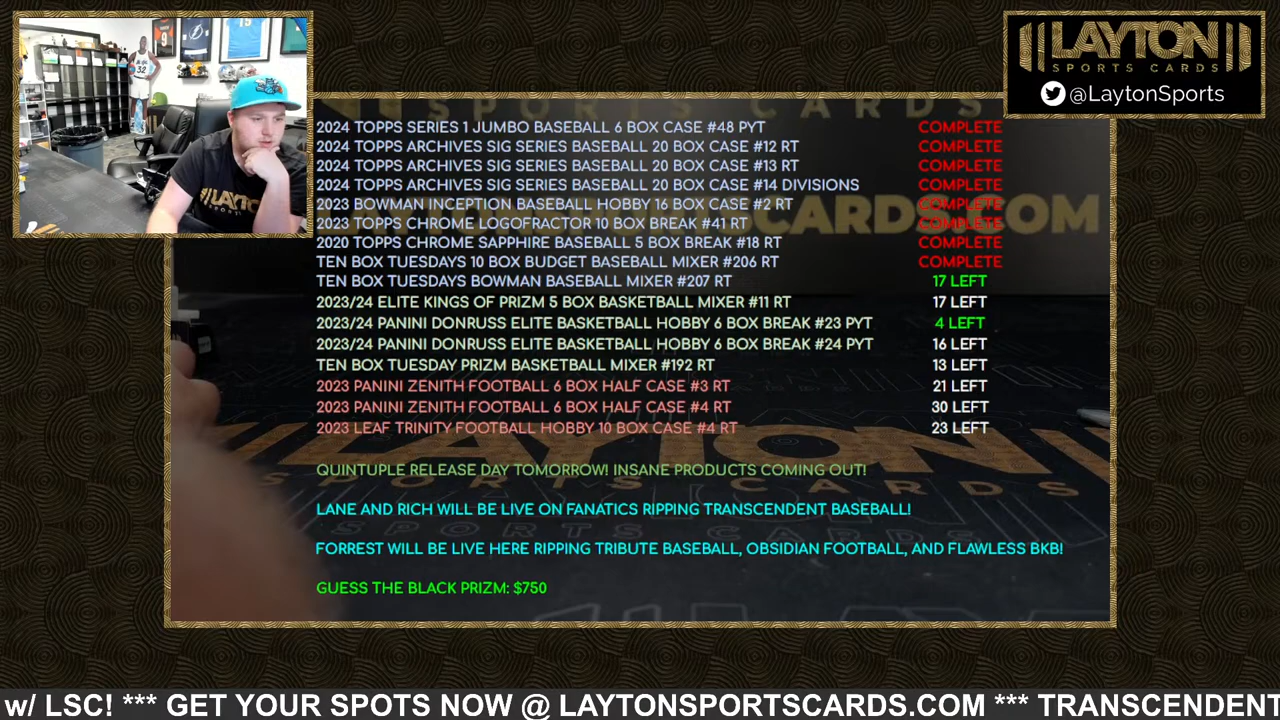 LAYTON
SPORTS CARDS
@LaytonSports
SPORTS CARDS
2024 TOPPS SERIES 1 JUMBO BASEBALL 6 BOX CASE #48 PYT COMPLETE
2024 TOPPS ARCHIVES SIG SERIES BASEBALL 20 BOX CASE #12 RT COMPLETE
2024 TOPPS ARCHIVES SIG SERIES BASEBALL 20 BOX CASE #13 RT COMPLETE
2024 TOPPS ARCHIVES SIG SERIES BASEBALL 20 BOX CASE #14 DIVISIONS COMPLETE
2023 BOWMAN INCEPTION BASEBALL HOBBY 16 BOX CASE #2 RT COMPLETE
2023 TOPPS CHROME LOGOFRACTOR 10 BOX BREAK #41 RT COMPLETE
2020 TOPPS CHROME SAPPHIRE BASEBALL 5 BOX BREAK #18 RT COMPLETE
TEN BOX TUESDAYS 10 BOX BUDGET BASEBALL MIXER #206 RT COMPLETE
TEN BOX TUESDAYS BOWMAN BASEBALL MIXER #207 RT 17 LEFT
2023/24 ELITE KINGS OF PRIZM 5 BOX BASKETBALL MIXER #11 RT 17 LEFT
2023/24 PANINI DONRUSS ELITE BASKETBALL HOBBY 6 BOX BREAK #23 PYT 4 LEFT
2023/24 PANINI DONRUSS ELITE BASKETBALL HOBBY 6 BOX BREAK #24 PYT 16 LEFT
TEN BOX TUESDAY PRIZM BASKETBALL MIXER #192 RT 13 LEFT
2023 PANINI ZENITH FOOTBALL 6 BOX HALF CASE #3 RT 21 LEFT
2023 PANINI ZENITH FOOTBALL 6 BOX HALF CASE #4 RT 30 LEFT
2023 LEAF TRINITY FOOTBALL HOBBY 10 BOX CASE #4 RT 23 LEFT
QUINTUPLE RELEASE DAY TOMORROW! INSANE PRODUCTS COMING OUT!
LANE AND RICH WILL BE LIVE ON FANATICS RIPPING TRANSCENDENT BASEBALL!
FORREST WILL BE LIVE HERE RIPPING TRIBUTE BASEBALL, OBSIDIAN FOOTBALL, AND FLAWLESS BKB!
GUESS THE BLACK PRIZM: $750
w/ LSC! *** GET YOUR SPOTS NOW @ LAYTONSPORTSCARDS.COM *** TRANSCENDENT